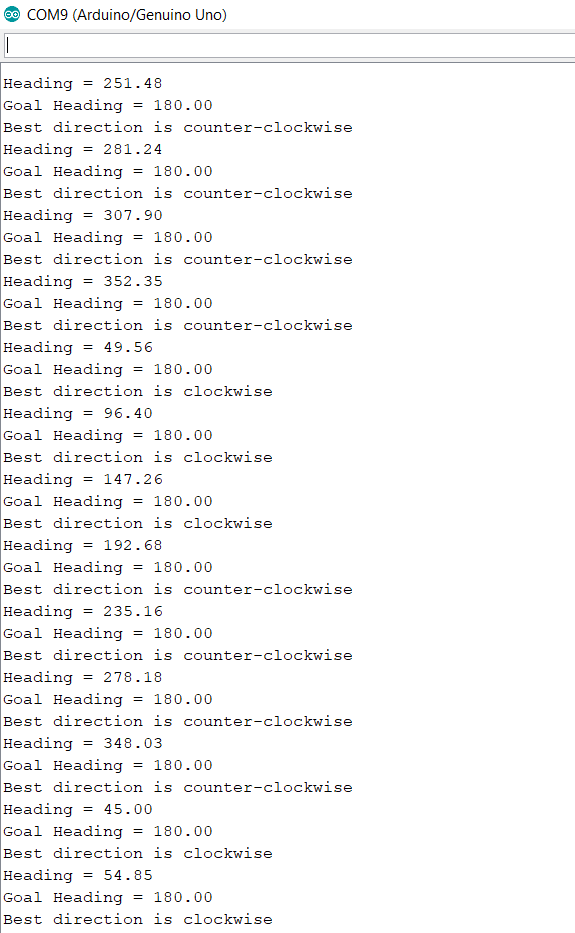 COM9 (Arduino/Genuino Uno)
Heading = 251.48
Goal Heading = 180.00
Best direction is counter-clockwise
Heading = 281.24
Goal Heading = 180.00
Best direction is counter-clockwise
Heading = 307.90
Goal Heading = 180.00
Best direction is counter-clockwise
Heading = 352.35
Goal Heading = 180.00
Best direction is counter-clockwise
Heading = 49.56
Goal Heading = 180.00
Best direction is clockwise
Heading = 96.40
Goal Heading = 180.00
Best direction is clockwise
Heading = 147.26
Goal Heading = 180.00
Best direction is clockwise
Heading = 192.68
Goal Heading = 180.00
Best direction is counter-clockwise
Heading = 235.16
Goal Heading = 180.00
Best direction is counter-clockwise
Heading = 278.18
Goal Heading = 180.00
Best direction is counter-clockwise
Heading = 348.03
Goal Heading = 180.00
Best direction is counter-clockwise
Heading = 45.00
Goal Heading = 180.00
Best direction is clockwise
Heading = 54.85
Goal Heading = 180.00
Best direction is clockwise